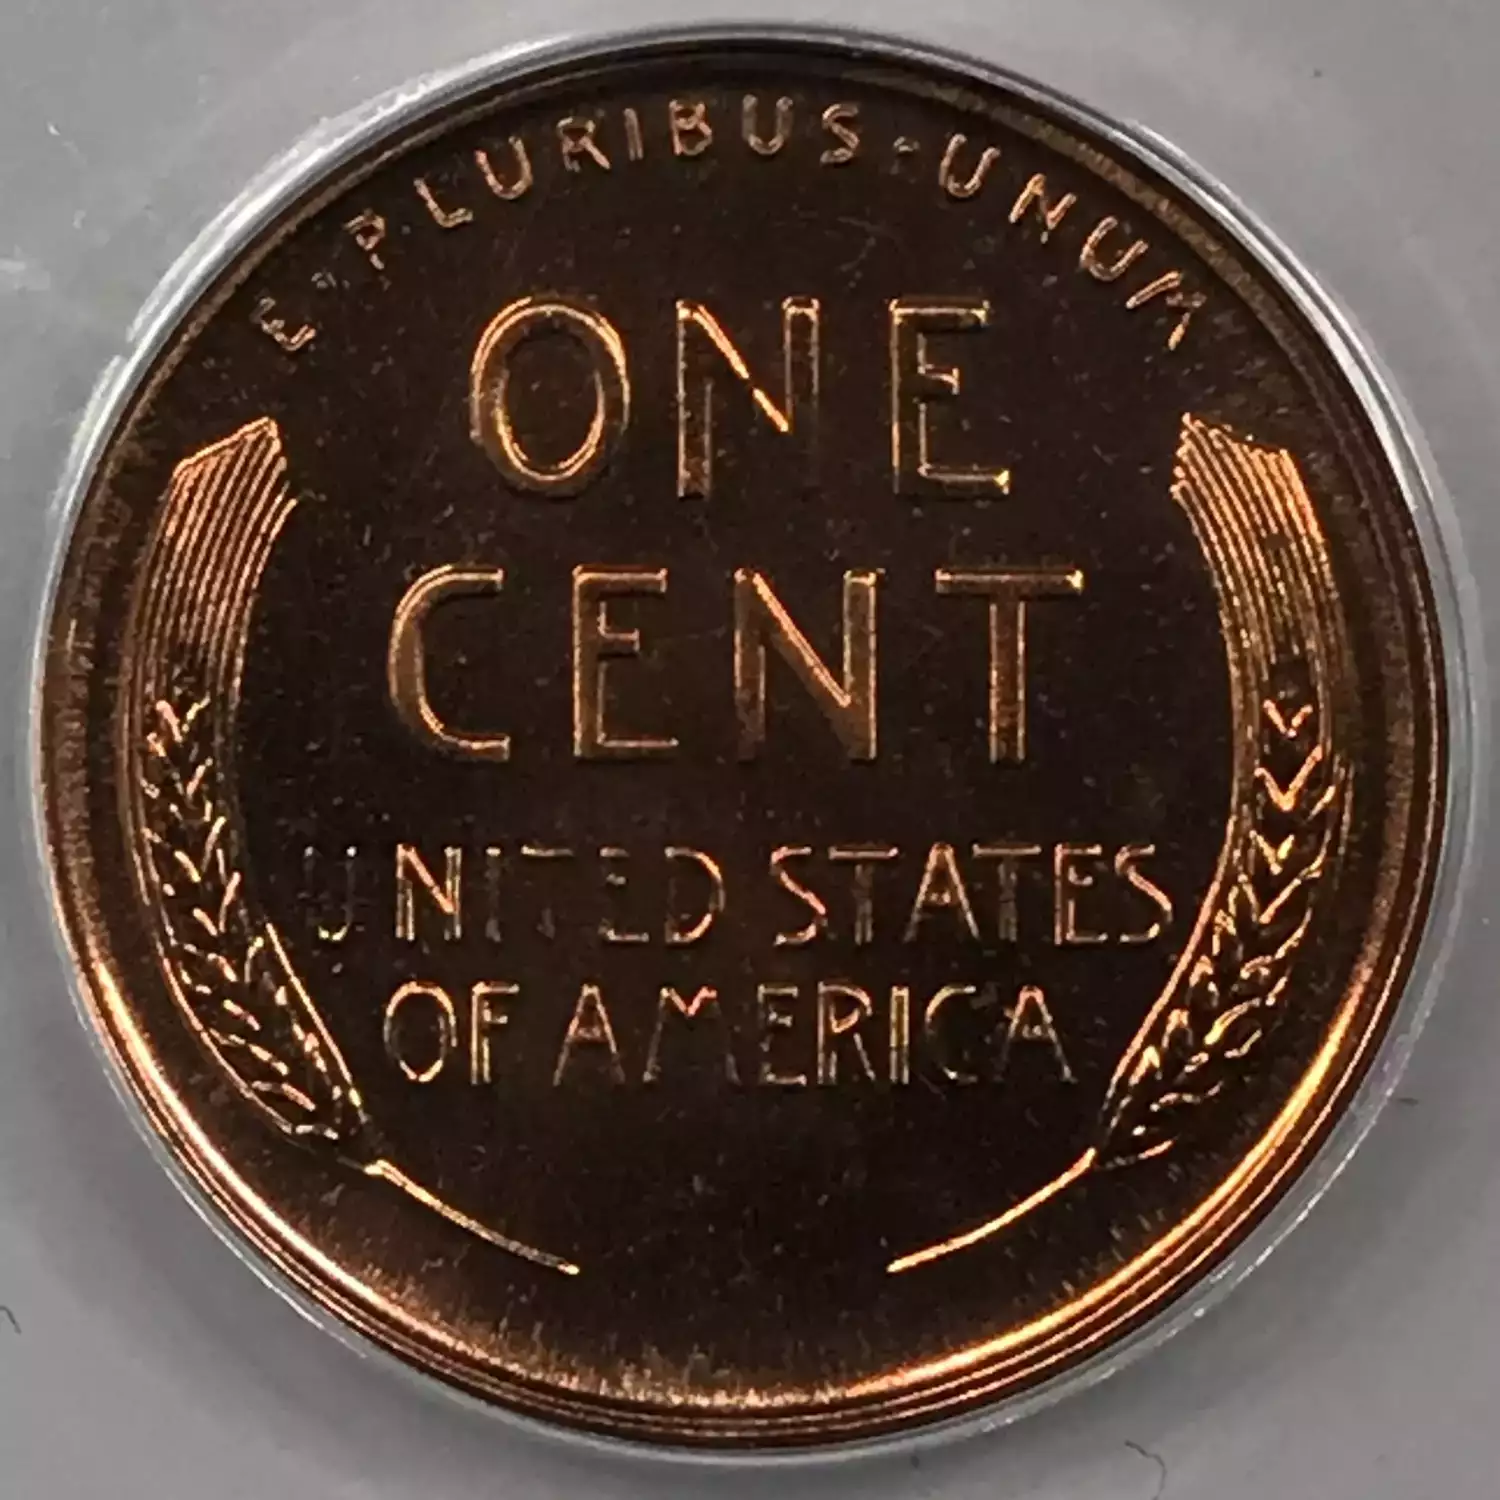 E·PLURIBUS·UNUM
ONE
CENT
UNITED STATES
OF AMERICA